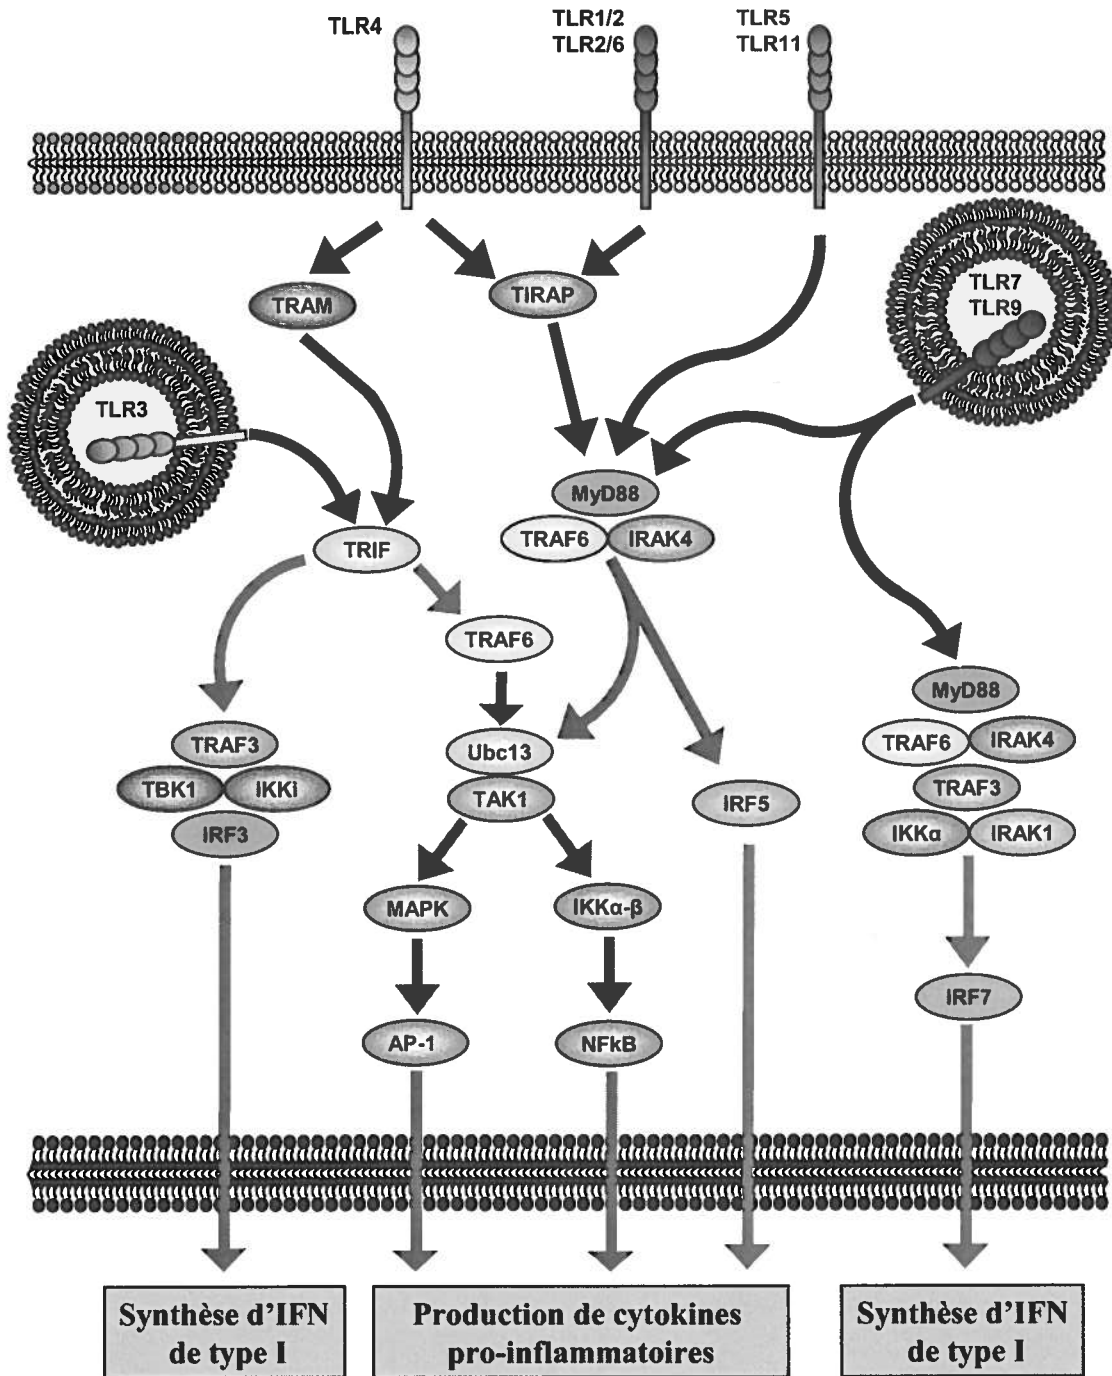 TLR4
TLR1/2
TLR2/6
TLR5
TLR11
TRAM
TIRAP
TLR7
TLR9
TLR3
MyD88
TRAF6
IRAK4
TRIF
TRAF6
MyD88
TRAF6
IRAK4
TRAF3
IKKα
IRAK1
TRAF3
TBK1
IKKi
IRF3
Ubc13
TAK1
IRF5
MAPK
IKKα-β
IRF7
AP-1
NFkB
Synthèse d'IFN
de type I
Production de cytokines
pro-inflammatoires
Synthèse d'IFN
de type I